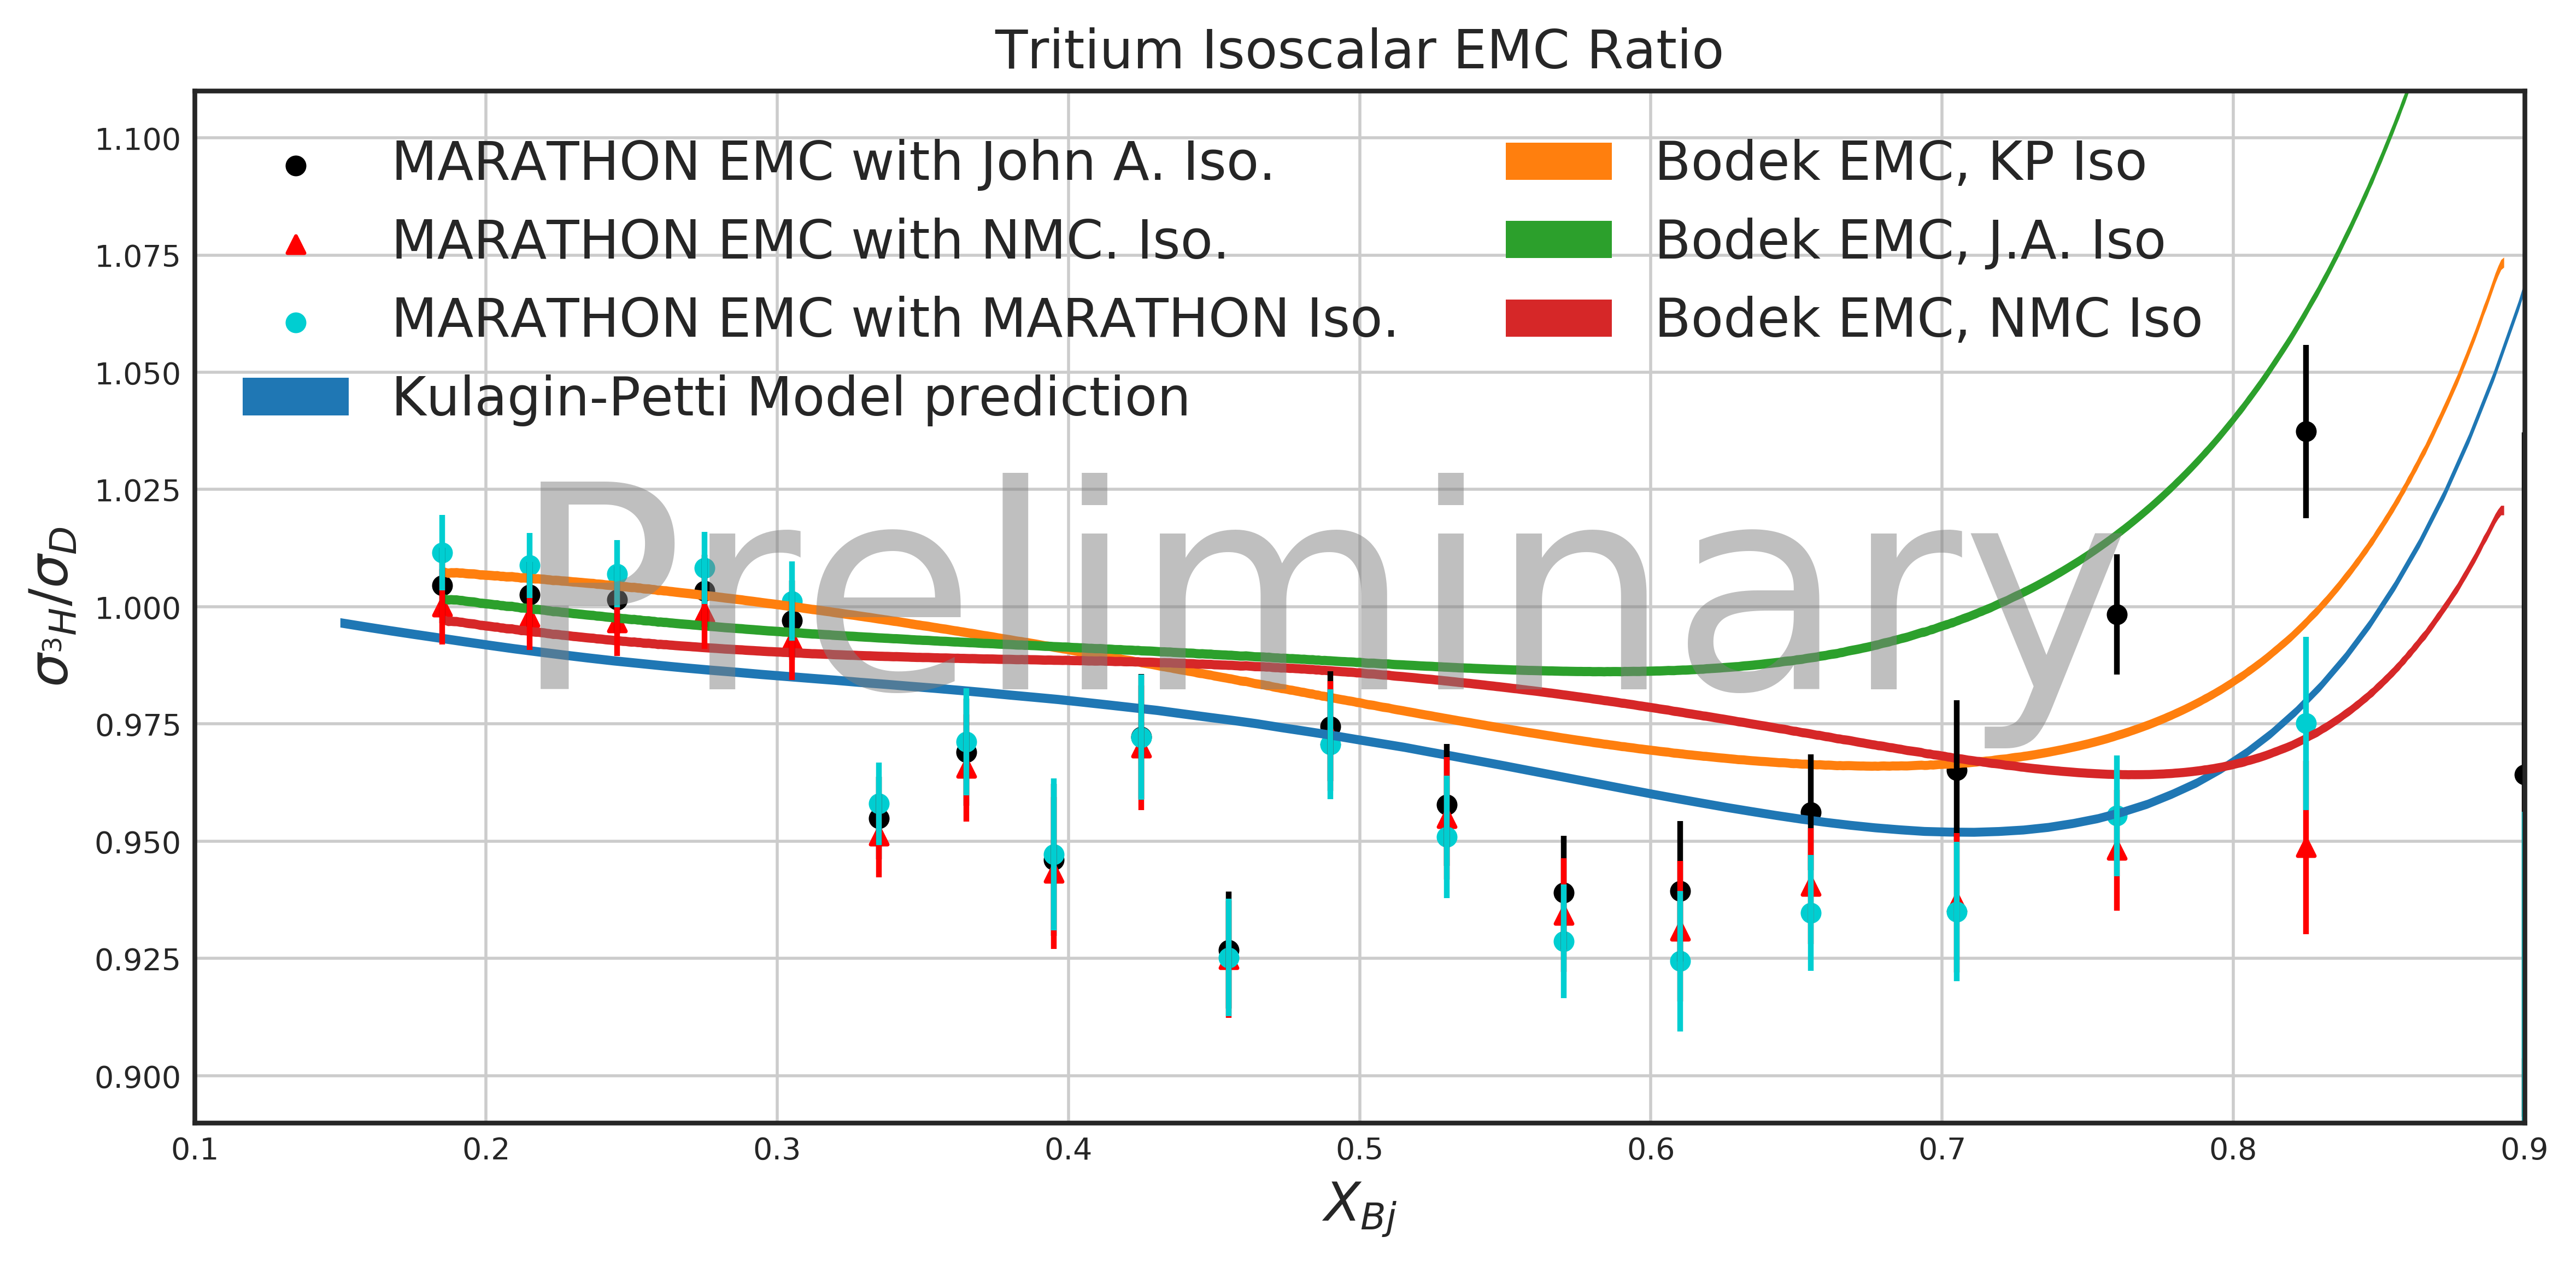 Tritium Isoscalar EMC Ratio
MARATHON EMC with John A. Iso.
MARATHON EMC with NMC. Iso.
MARATHON EMC with MARATHON Iso.
Kulagin-Petti Model prediction
Bodek EMC, KP Iso
Bodek EMC, J.A. Iso
Bodek EMC, NMC Iso
Preliminary
σ³H/σD
1.100
1.075
1.050
1.025
1.000
0.975
0.950
0.925
0.900
0.1 0.2 0.3 0.4 0.5 0.6 0.7 0.8 0.9
XBj